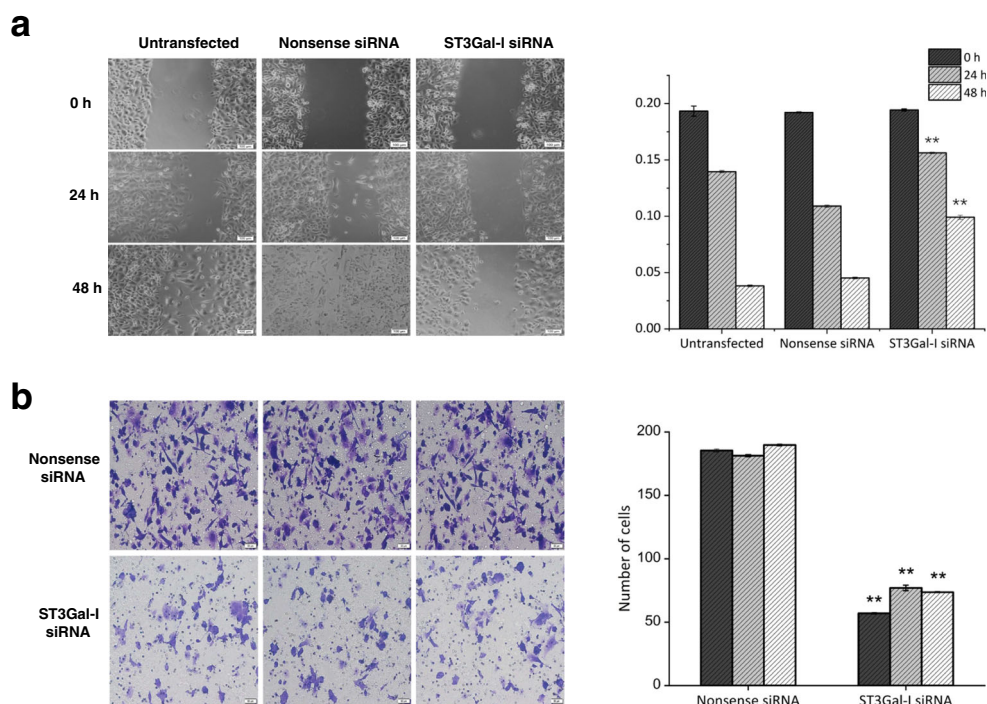 a
Untransfected
Nonsense siRNA
ST3Gal-I siRNA
0 h
24 h
48 h
0 h
24 h
48 h
0.20
0.15
0.10
0.05
0.00
**
**
Untransfected
Nonsense siRNA
ST3Gal-I siRNA
b
Nonsense
siRNA
ST3Gal-I
siRNA
200
150
100
50
0
Number of cells
**
**
**
Nonsense siRNA
ST3Gal-I siRNA